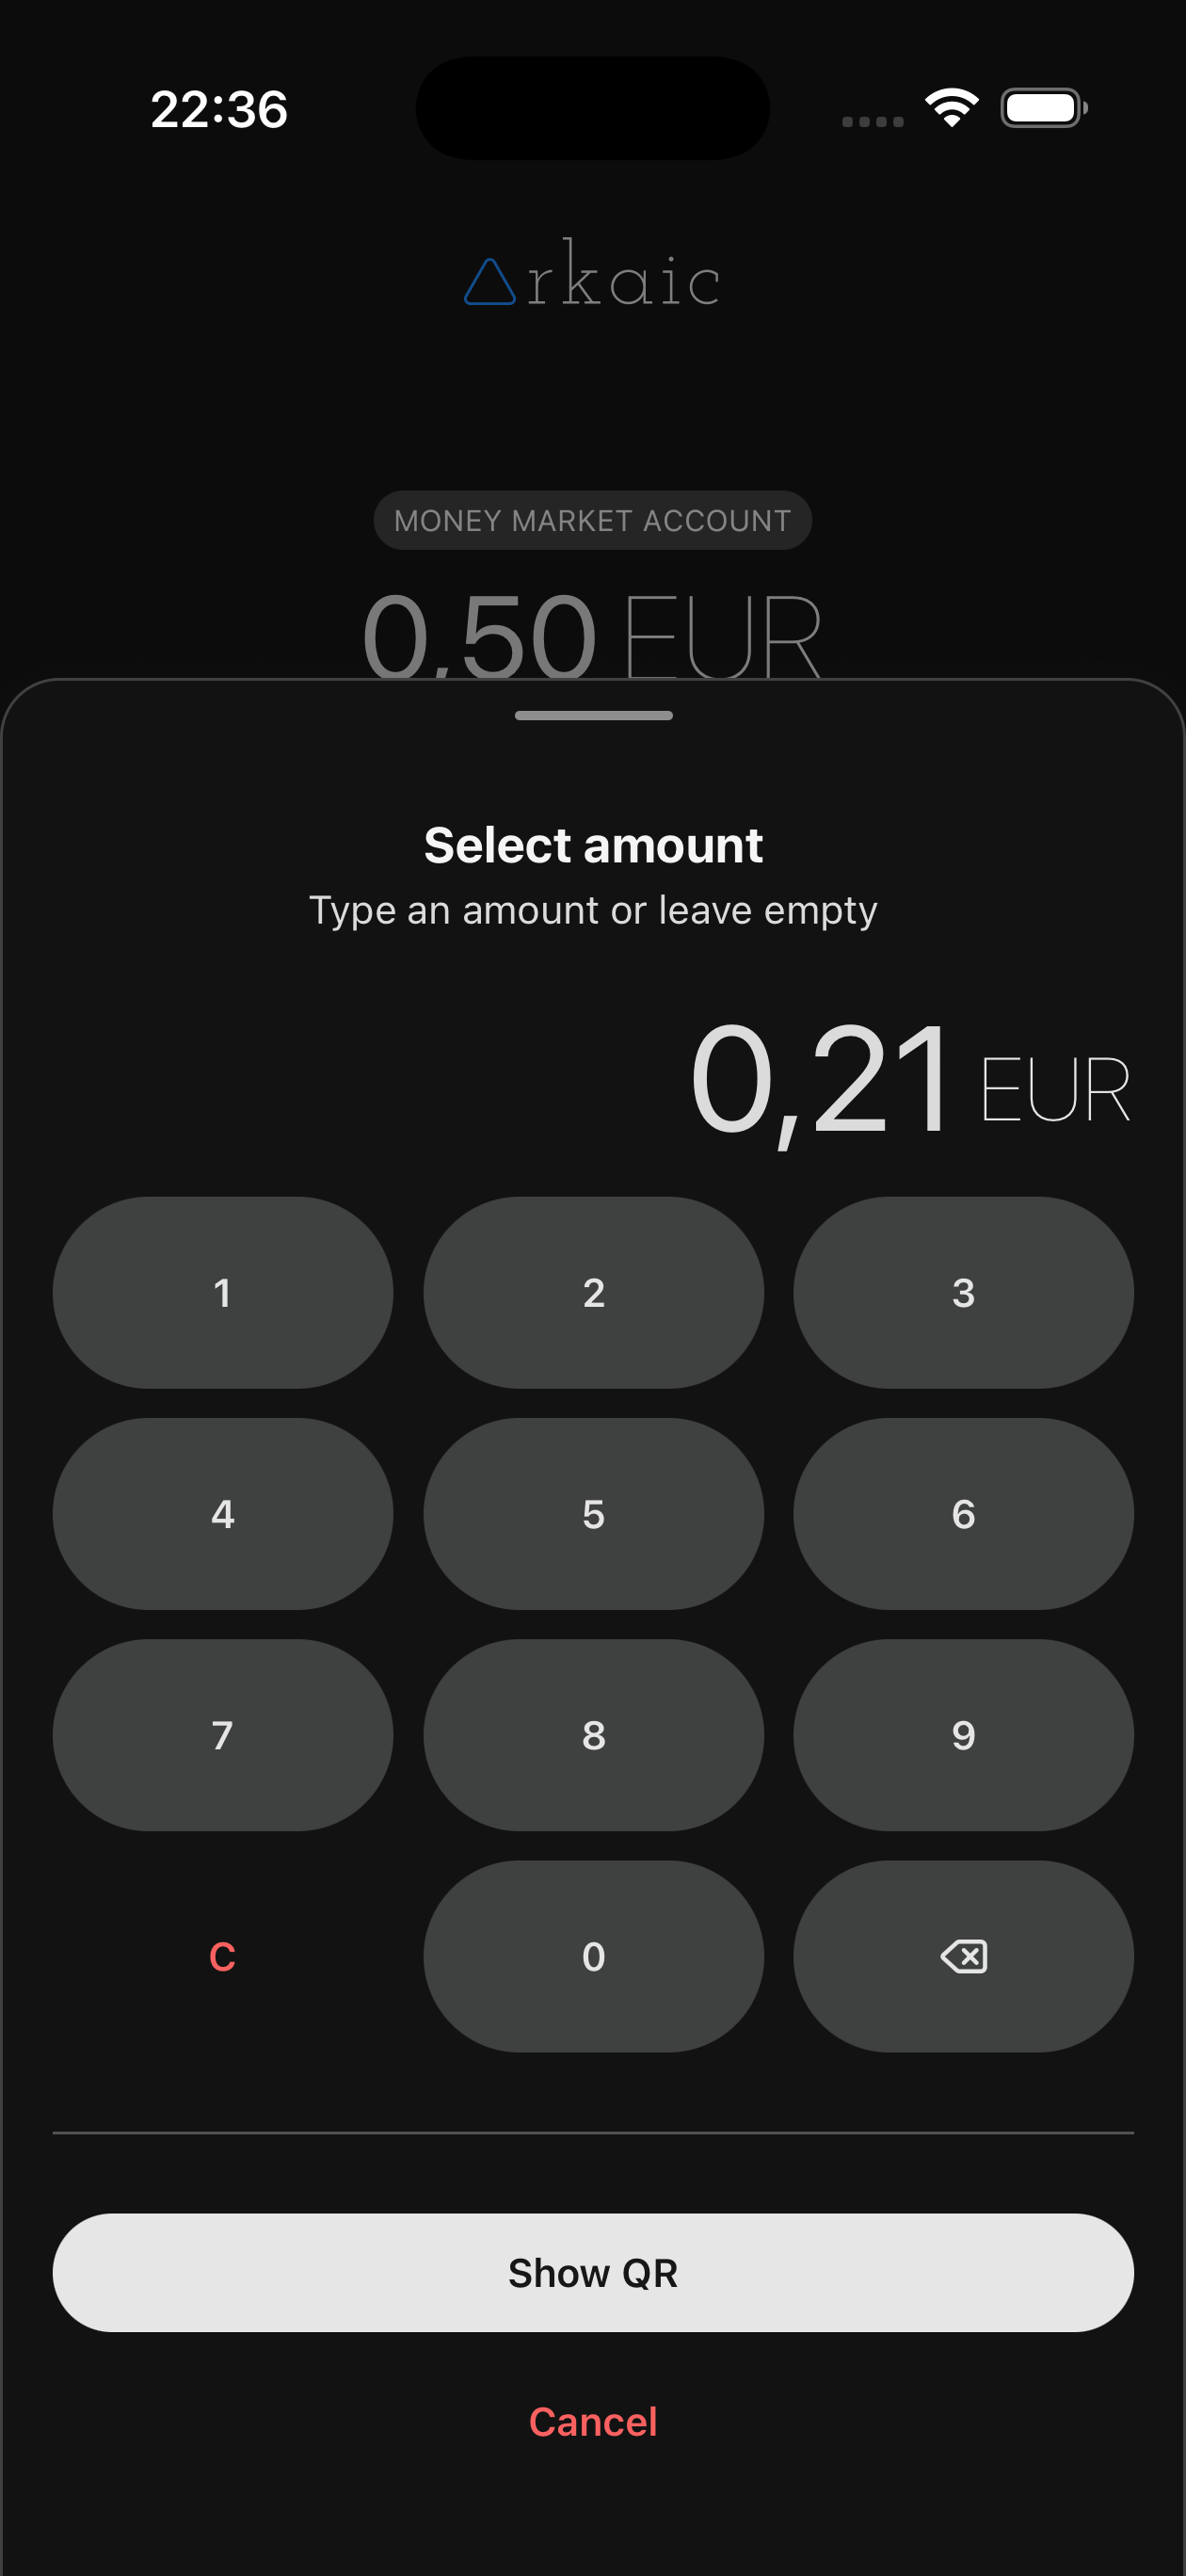 22:36
rkaic
MONEY MARKET ACCOUNT
0,50 EUR
Select amount
Type an amount or leave empty
0,21 EUR
1 2 3
4 5 6
7 8 9
C 0
Show QR
Cancel